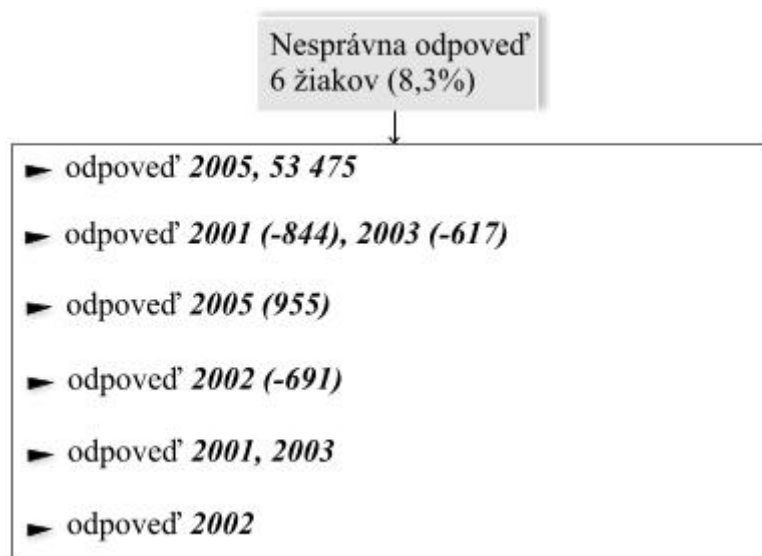 Nesprávna odpoveď
6 žiakov (8,3%)
► odpoveď 2005, 53 475
► odpoveď 2001 (-844), 2003 (-617)
► odpoveď 2005 (955)
► odpoveď 2002 (-691)
► odpoveď 2001, 2003
► odpoveď 2002